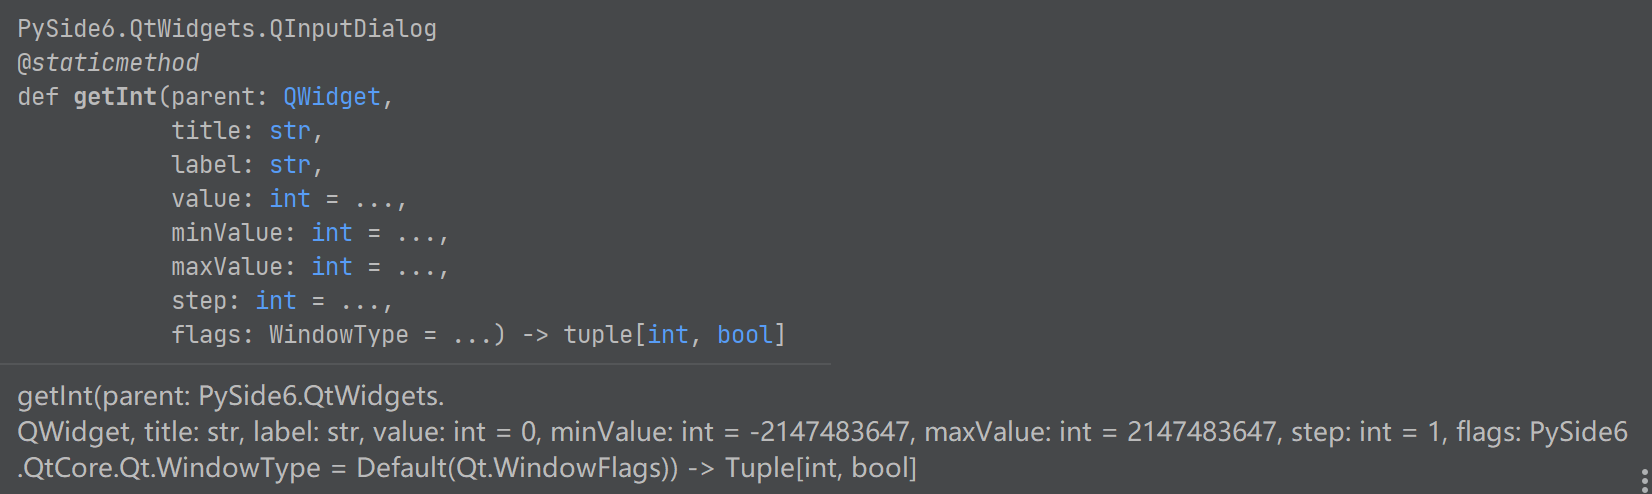 PySide6.QtWidgets.QInputDialog
@staticmethod
def getInt(parent: QWidget,
title: str,
label: str,
value: int = ...,
minValue: int = ...,
maxValue: int = ...,
step: int = ...,
flags: WindowType = ...) -> tuple[int, bool]
getInt(parent: PySide6.QtWidgets.
QWidget, title: str, label: str, value: int = 0, minValue: int = -2147483647, maxValue: int = 2147483647, step: int = 1, flags: PySide6
.QtCore.Qt.WindowType = Default(Qt.WindowFlags)) -> Tuple[int, bool]